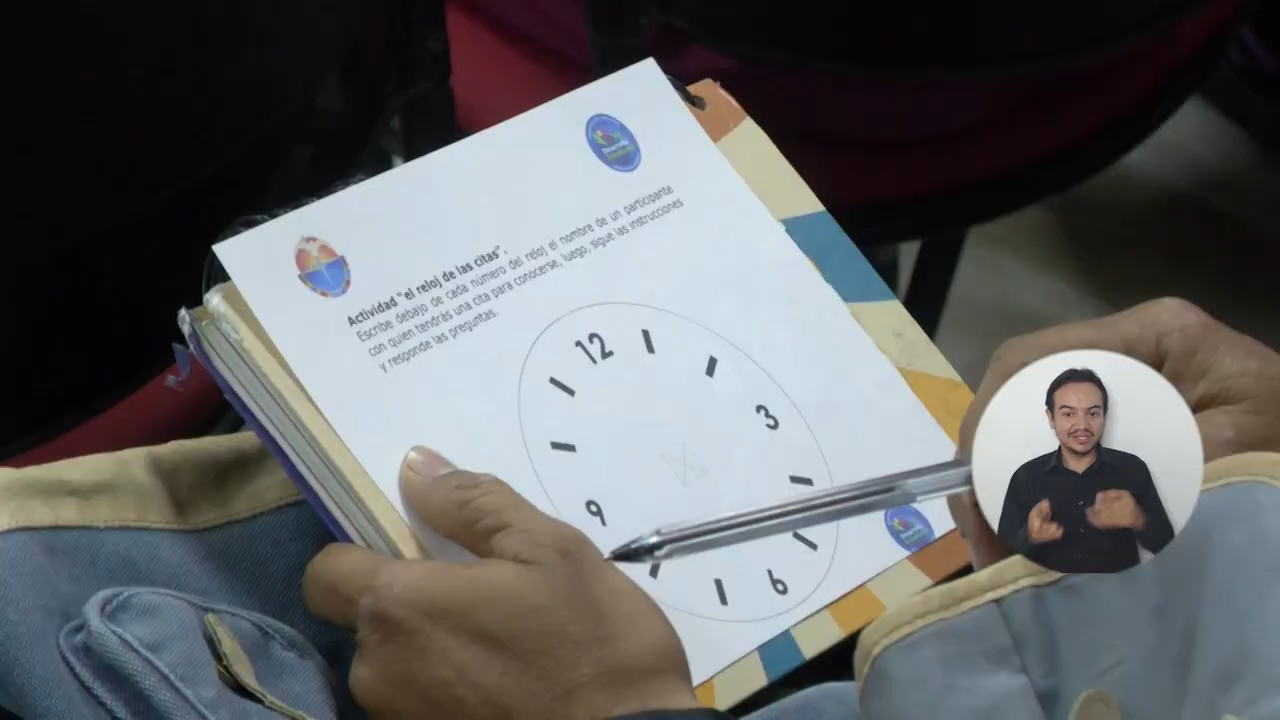 Actividad "el reloj de las citas".
Escribe debajo de cada número del reloj el nombre de un participante
con quien tendrás una cita para conocerse, luego, sigue las instrucciones
y responde las preguntas.
12
3
9
6